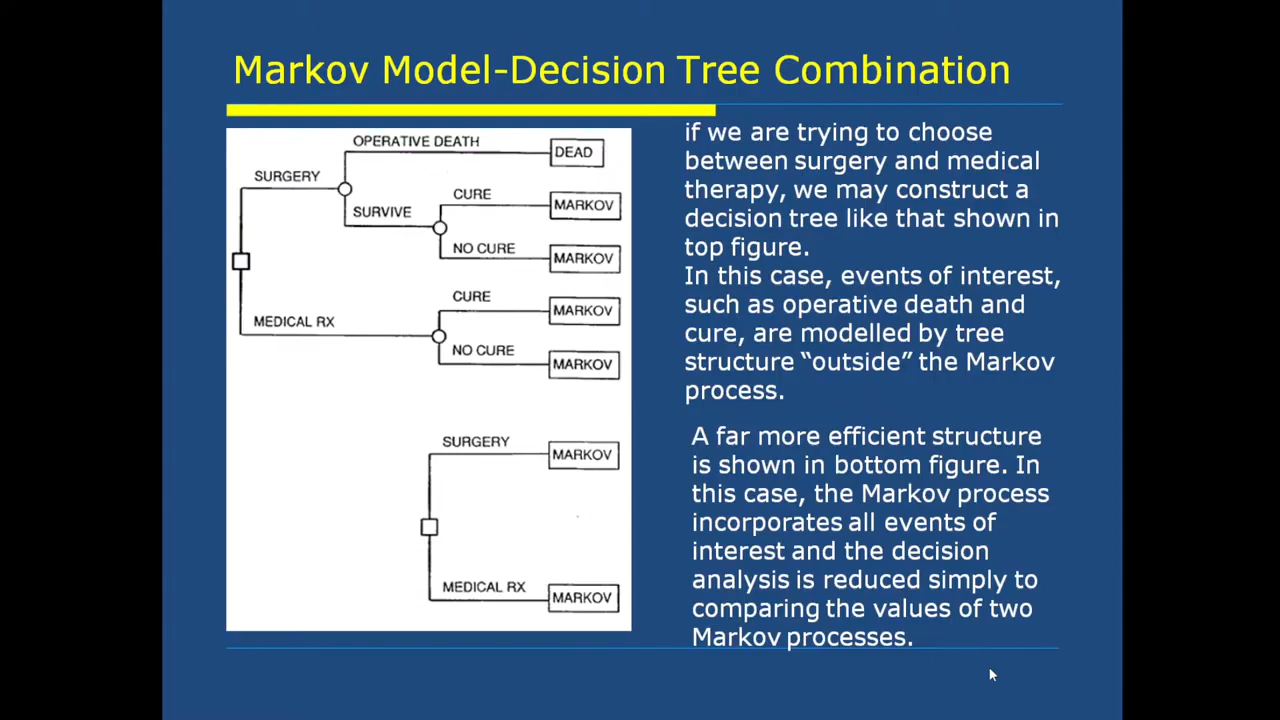 Markov Model-Decision Tree Combination
OPERATIVE DEATH
DEAD
SURGERY
CURE
MARKOV
SURVIVE
NO CURE
MARKOV
CURE
MARKOV
MEDICAL RX
NO CURE
MARKOV
SURGERY
MARKOV
MEDICAL RX
MARKOV
if we are trying to choose
between surgery and medical
therapy, we may construct a
decision tree like that shown in
top figure.
In this case, events of interest,
such as operative death and
cure, are modelled by tree
structure “outside” the Markov
process.
A far more efficient structure
is shown in bottom figure. In
this case, the Markov process
incorporates all events of
interest and the decision
analysis is reduced simply to
comparing the values of two
Markov processes.